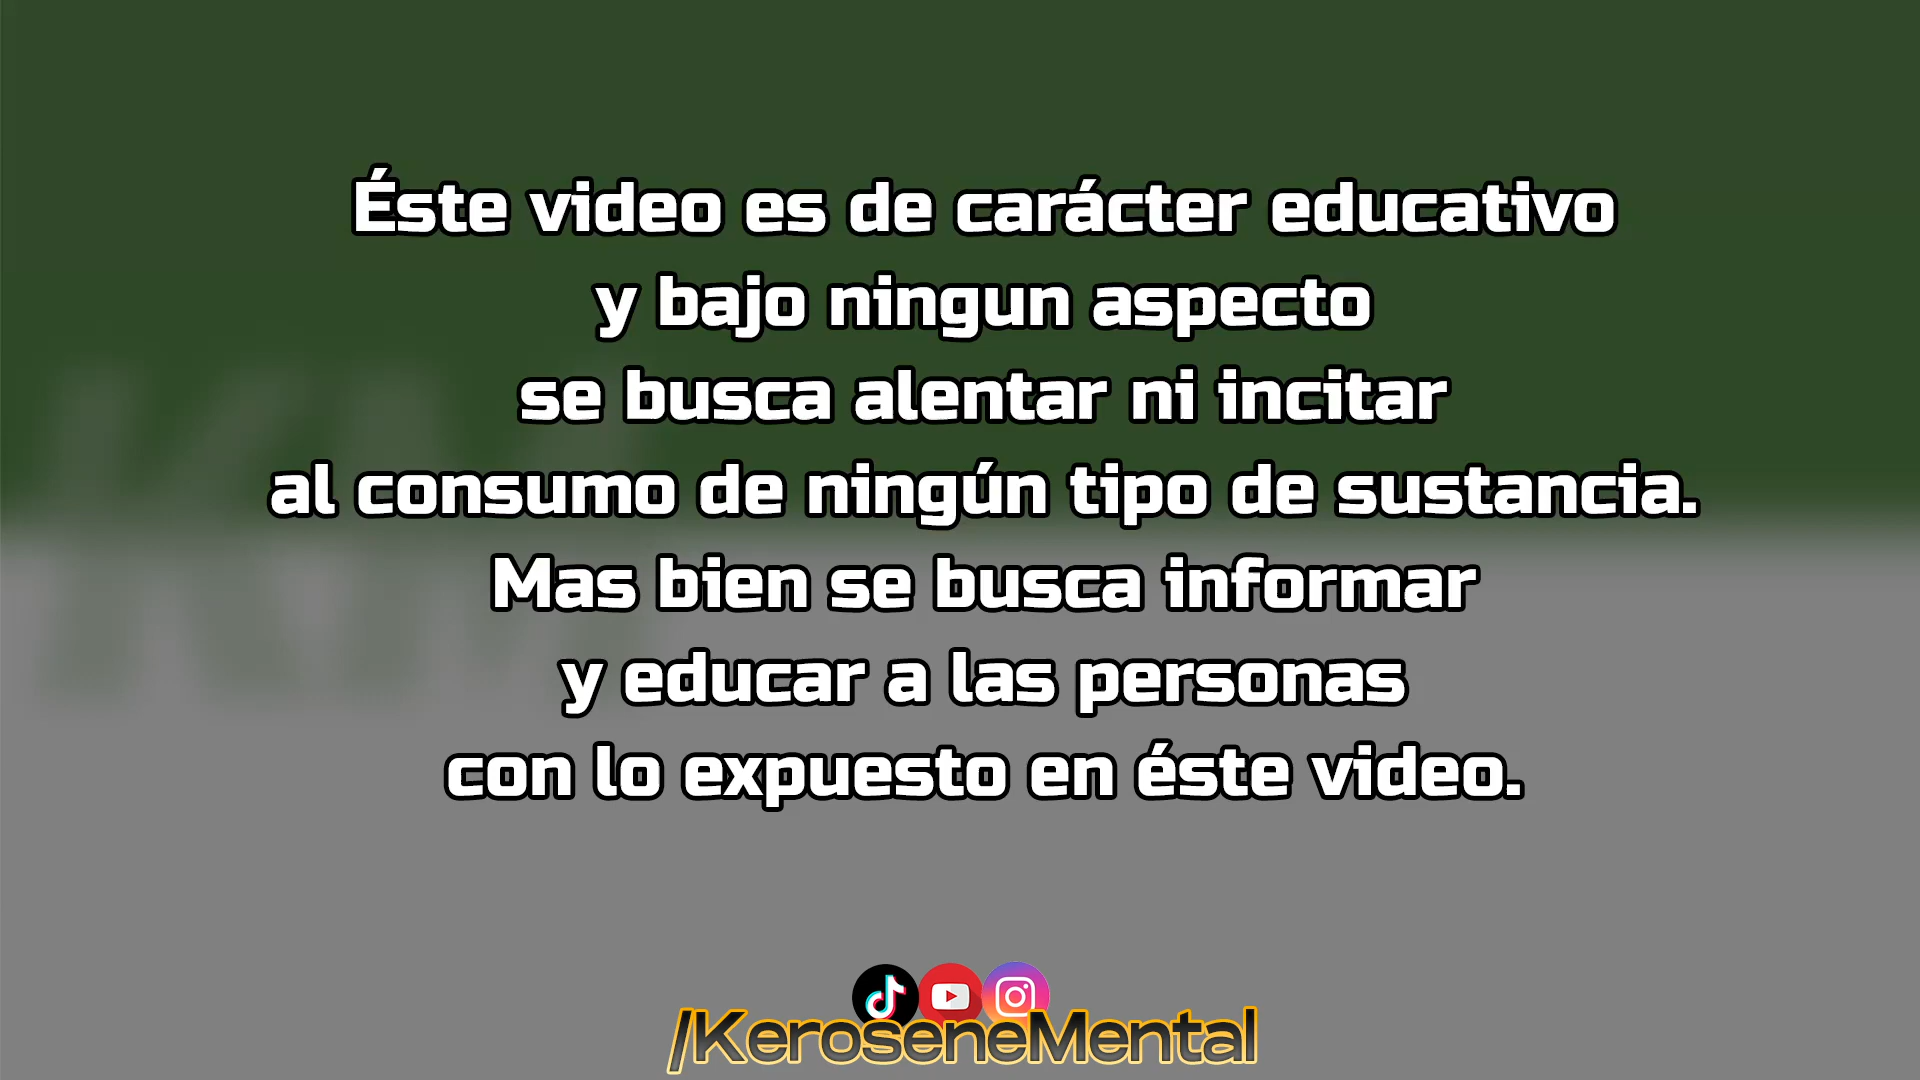 Éste video es de carácter educativo
y bajo ningun aspecto
se busca alentar ni incitar
al consumo de ningún tipo de sustancia.
Mas bien se busca informar
y educar a las personas
con lo expuesto en éste video.
KM
/KeroseneMental